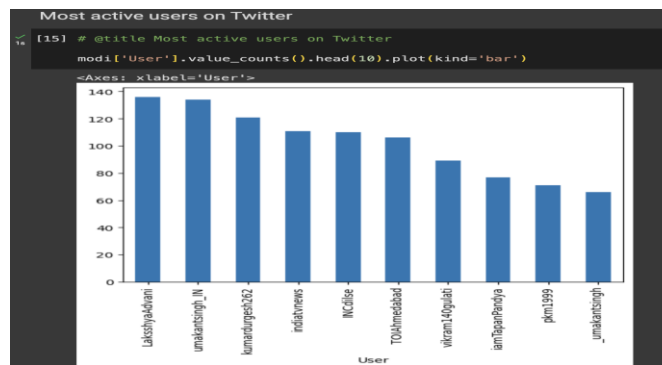 Most active users on Twitter
[15] # @title Most active users on Twitter
1s
modi['User'].value_counts().head(10).plot(kind='bar')
<Axes: xlabel='User'>
140
120
100
80
60
40
20
0
LaksshyaAdvani
umakantsingh_IN
kumardurgesh262
indiatvnews
INCdilse
TOIAhmedabad
vikram140gulati
iamTapanPandya
pkm1999
_umakantsingh
User